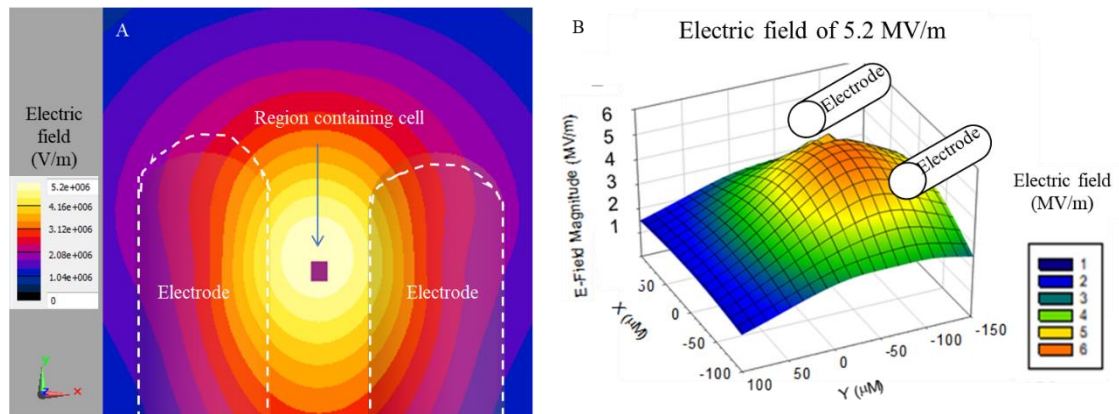 A
Electric
field
(V/m)
5.2e+006
4.16e+006
3.12e+006
2.08e+006
1.04e+006
0
Region containing cell
Electrode
Electrode
y
x
B
Electric field of 5.2 MV/m
Electrode
Electrode
E-Field Magnitude (MV/m)
6
5
4
3
2
1
50
0
-50
-100
X (µM)
100
50
0
-50
-100
-150
Y (µM)
Electric field
(MV/m)
1
2
3
4
5
6